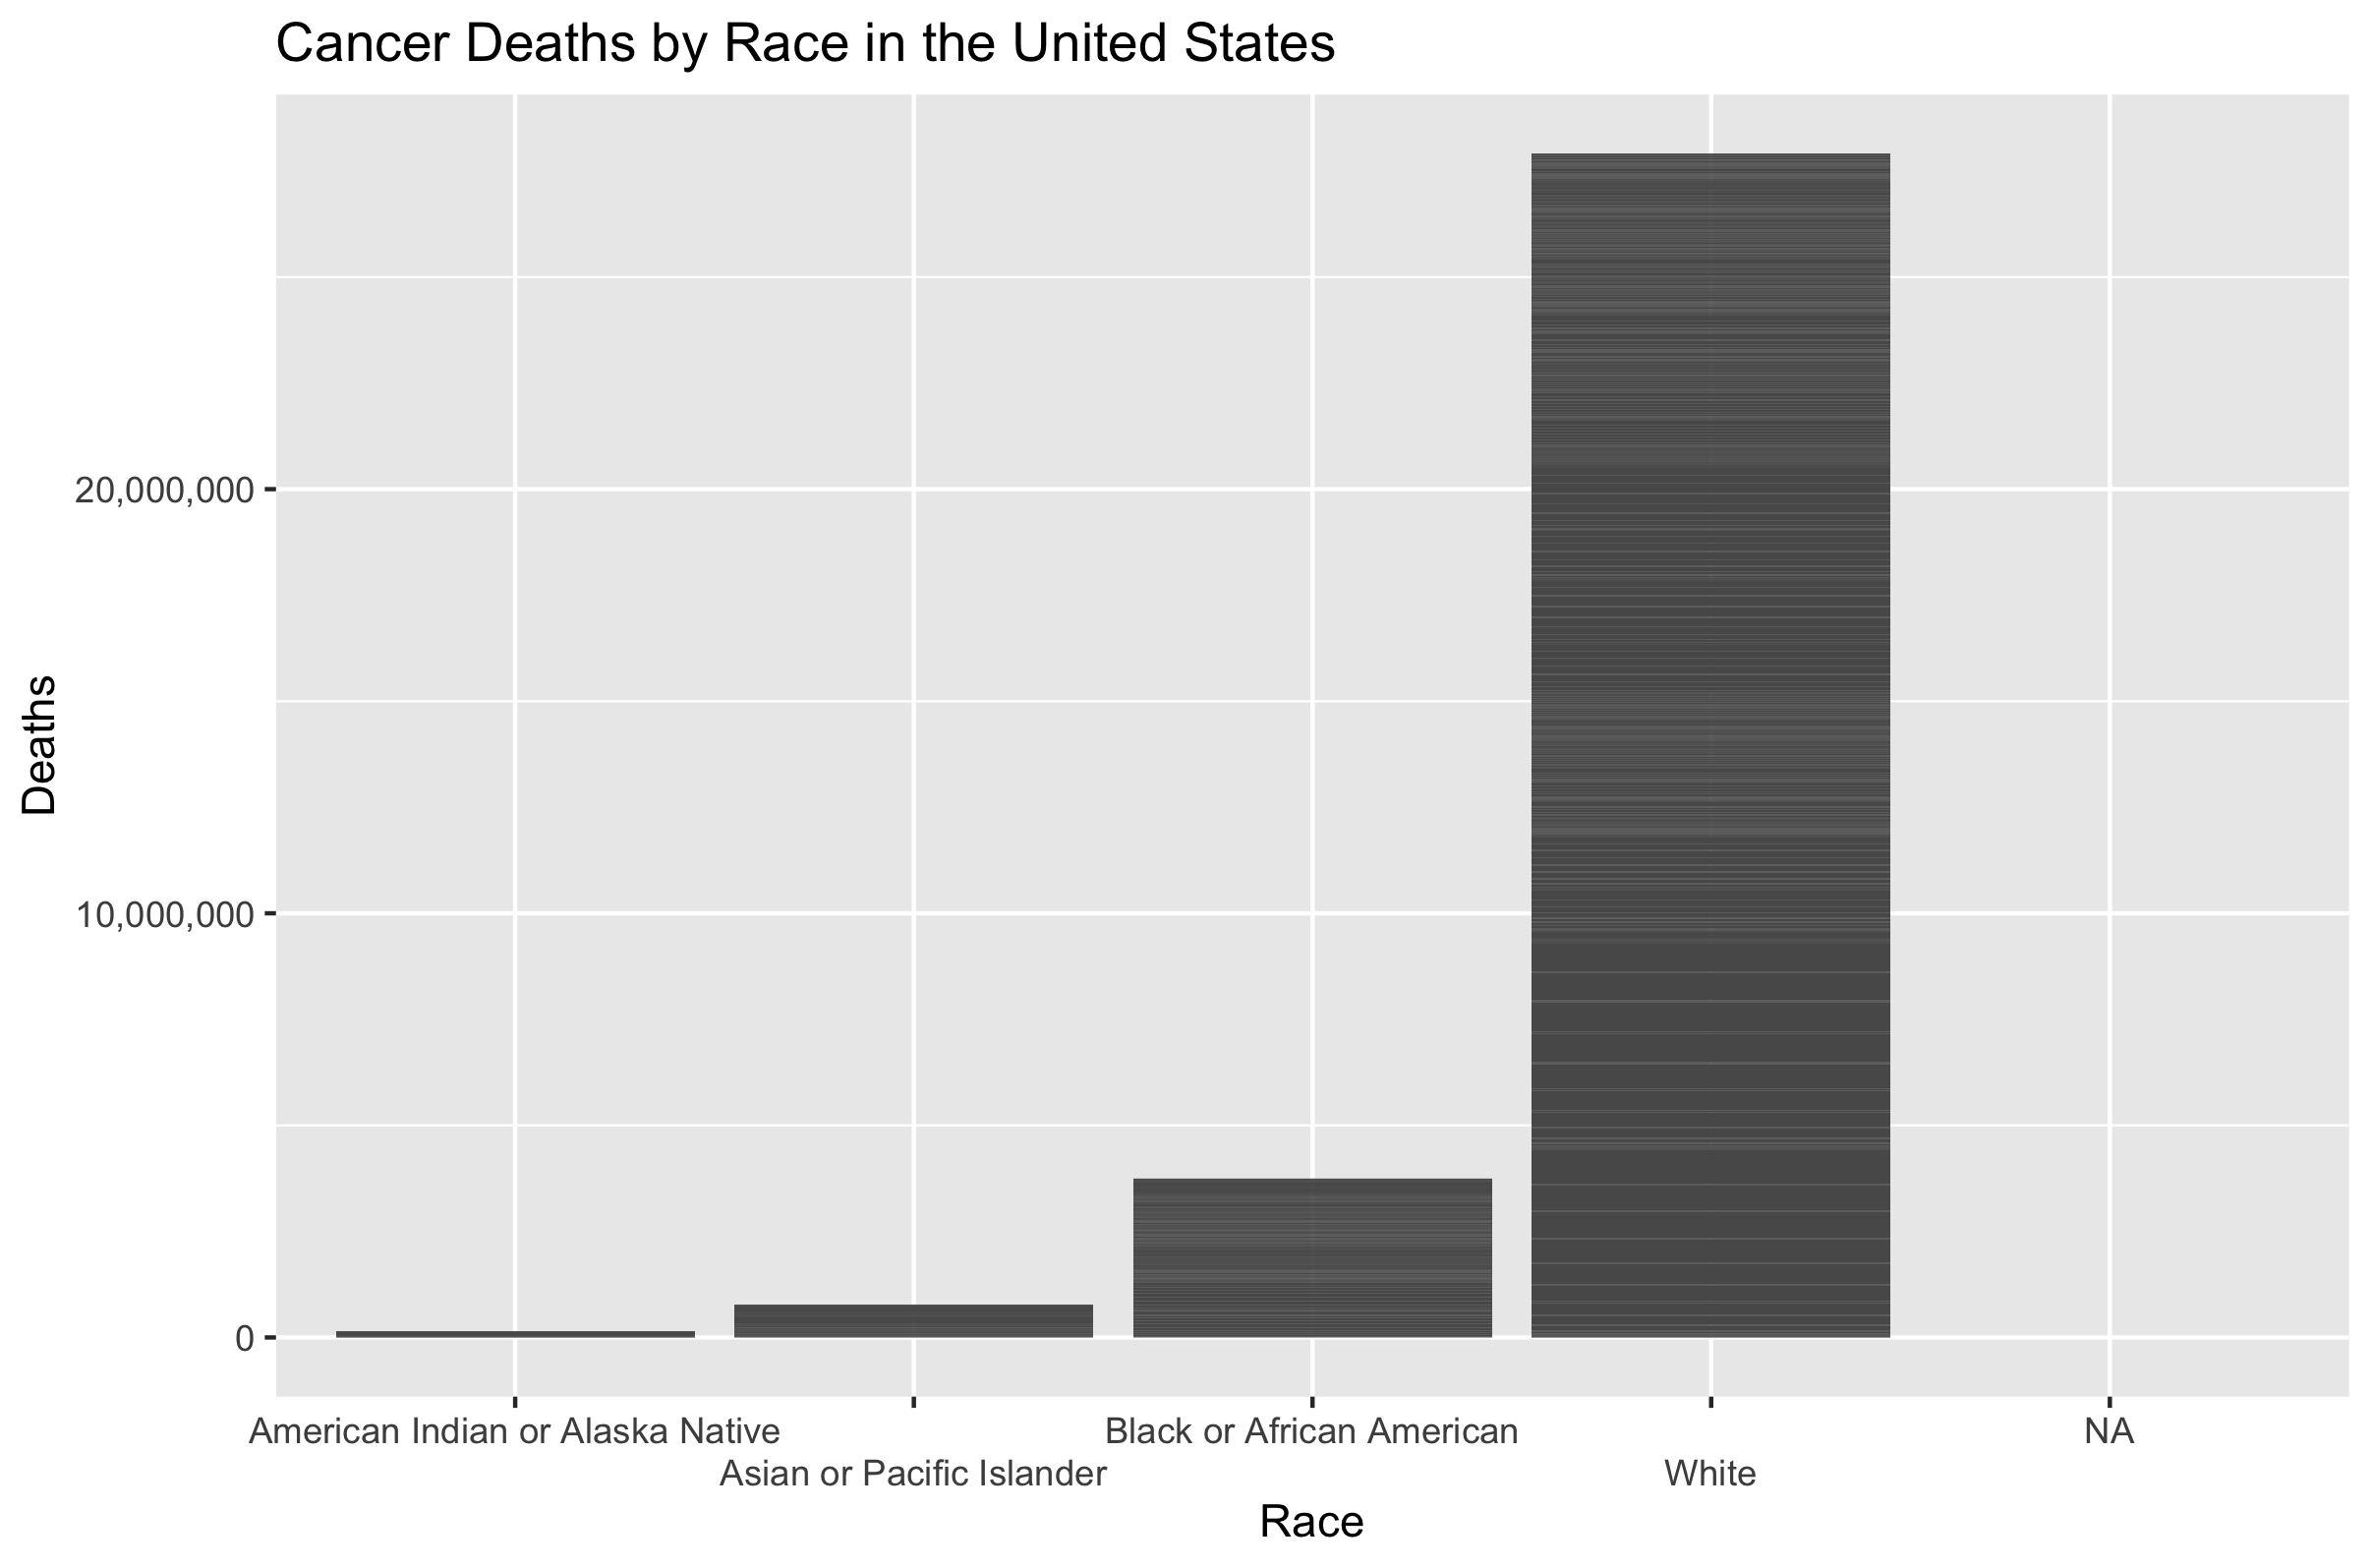 Cancer Deaths by Race in the United States
Deaths
20,000,000
10,000,000
0
American Indian or Alaska Native
Asian or Pacific Islander
Black or African American
White
NA
Race